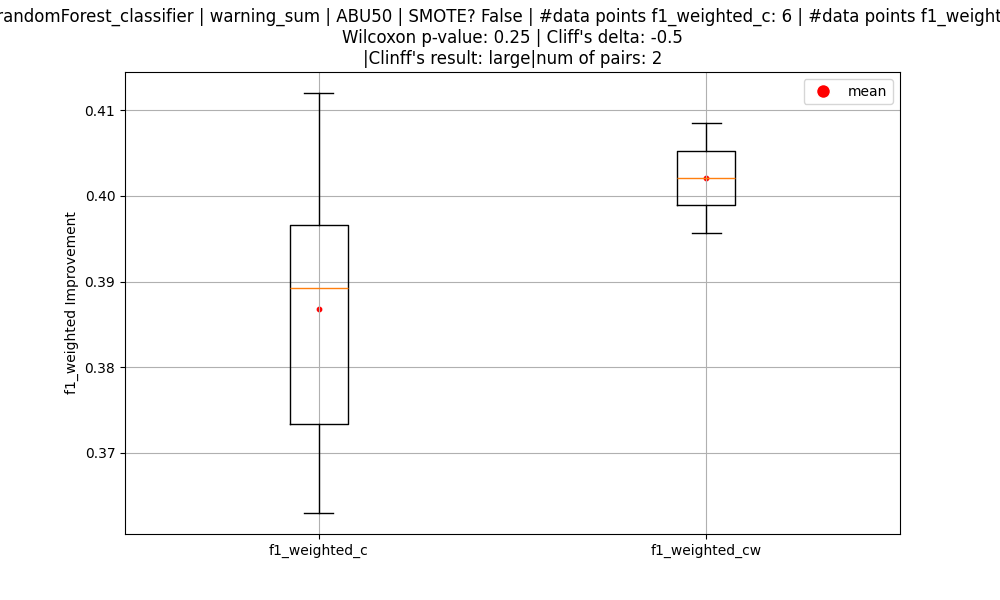 randomForest_classifier | warning_sum | ABU50 | SMOTE? False | #data points f1_weighted_c: 6 | #data points f1_weight
Wilcoxon p-value: 0.25 | Cliff's delta: -0.5
|Clinff's result: large|num of pairs: 2
mean
0.41
0.40
0.39
0.38
0.37
f1_weighted Improvement
f1_weighted_c
f1_weighted_cw